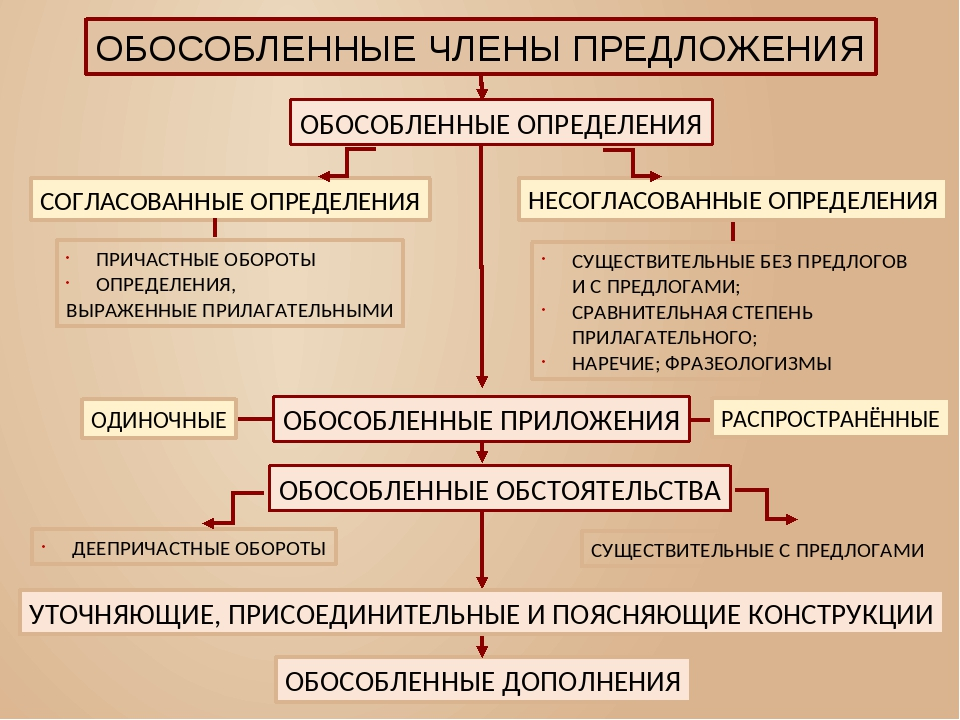 ОБОСОБЛЕННЫЕ ЧЛЕНЫ ПРЕДЛОЖЕНИЯ
ОБОСОБЛЕННЫЕ ОПРЕДЕЛЕНИЯ
СОГЛАСОВАННЫЕ ОПРЕДЕЛЕНИЯ
НЕСОГЛАСОВАННЫЕ ОПРЕДЕЛЕНИЯ
· ПРИЧАСТНЫЕ ОБОРОТЫ
· ОПРЕДЕЛЕНИЯ,
ВЫРАЖЕННЫЕ ПРИЛАГАТЕЛЬНЫМИ
· СУЩЕСТВИТЕЛЬНЫЕ БЕЗ ПРЕДЛОГОВ
И С ПРЕДЛОГАМИ;
· СРАВНИТЕЛЬНАЯ СТЕПЕНЬ
ПРИЛАГАТЕЛЬНОГО;
· НАРЕЧИЕ; ФРАЗЕОЛОГИЗМЫ
ОДИНОЧНЫЕ
ОБОСОБЛЕННЫЕ ПРИЛОЖЕНИЯ
РАСПРОСТРАНЁННЫЕ
ОБОСОБЛЕННЫЕ ОБСТОЯТЕЛЬСТВА
· ДЕЕПРИЧАСТНЫЕ ОБОРОТЫ
СУЩЕСТВИТЕЛЬНЫЕ С ПРЕДЛОГАМИ
УТОЧНЯЮЩИЕ, ПРИСОЕДИНИТЕЛЬНЫЕ И ПОЯСНЯЮЩИЕ КОНСТРУКЦИИ
ОБОСОБЛЕННЫЕ ДОПОЛНЕНИЯ